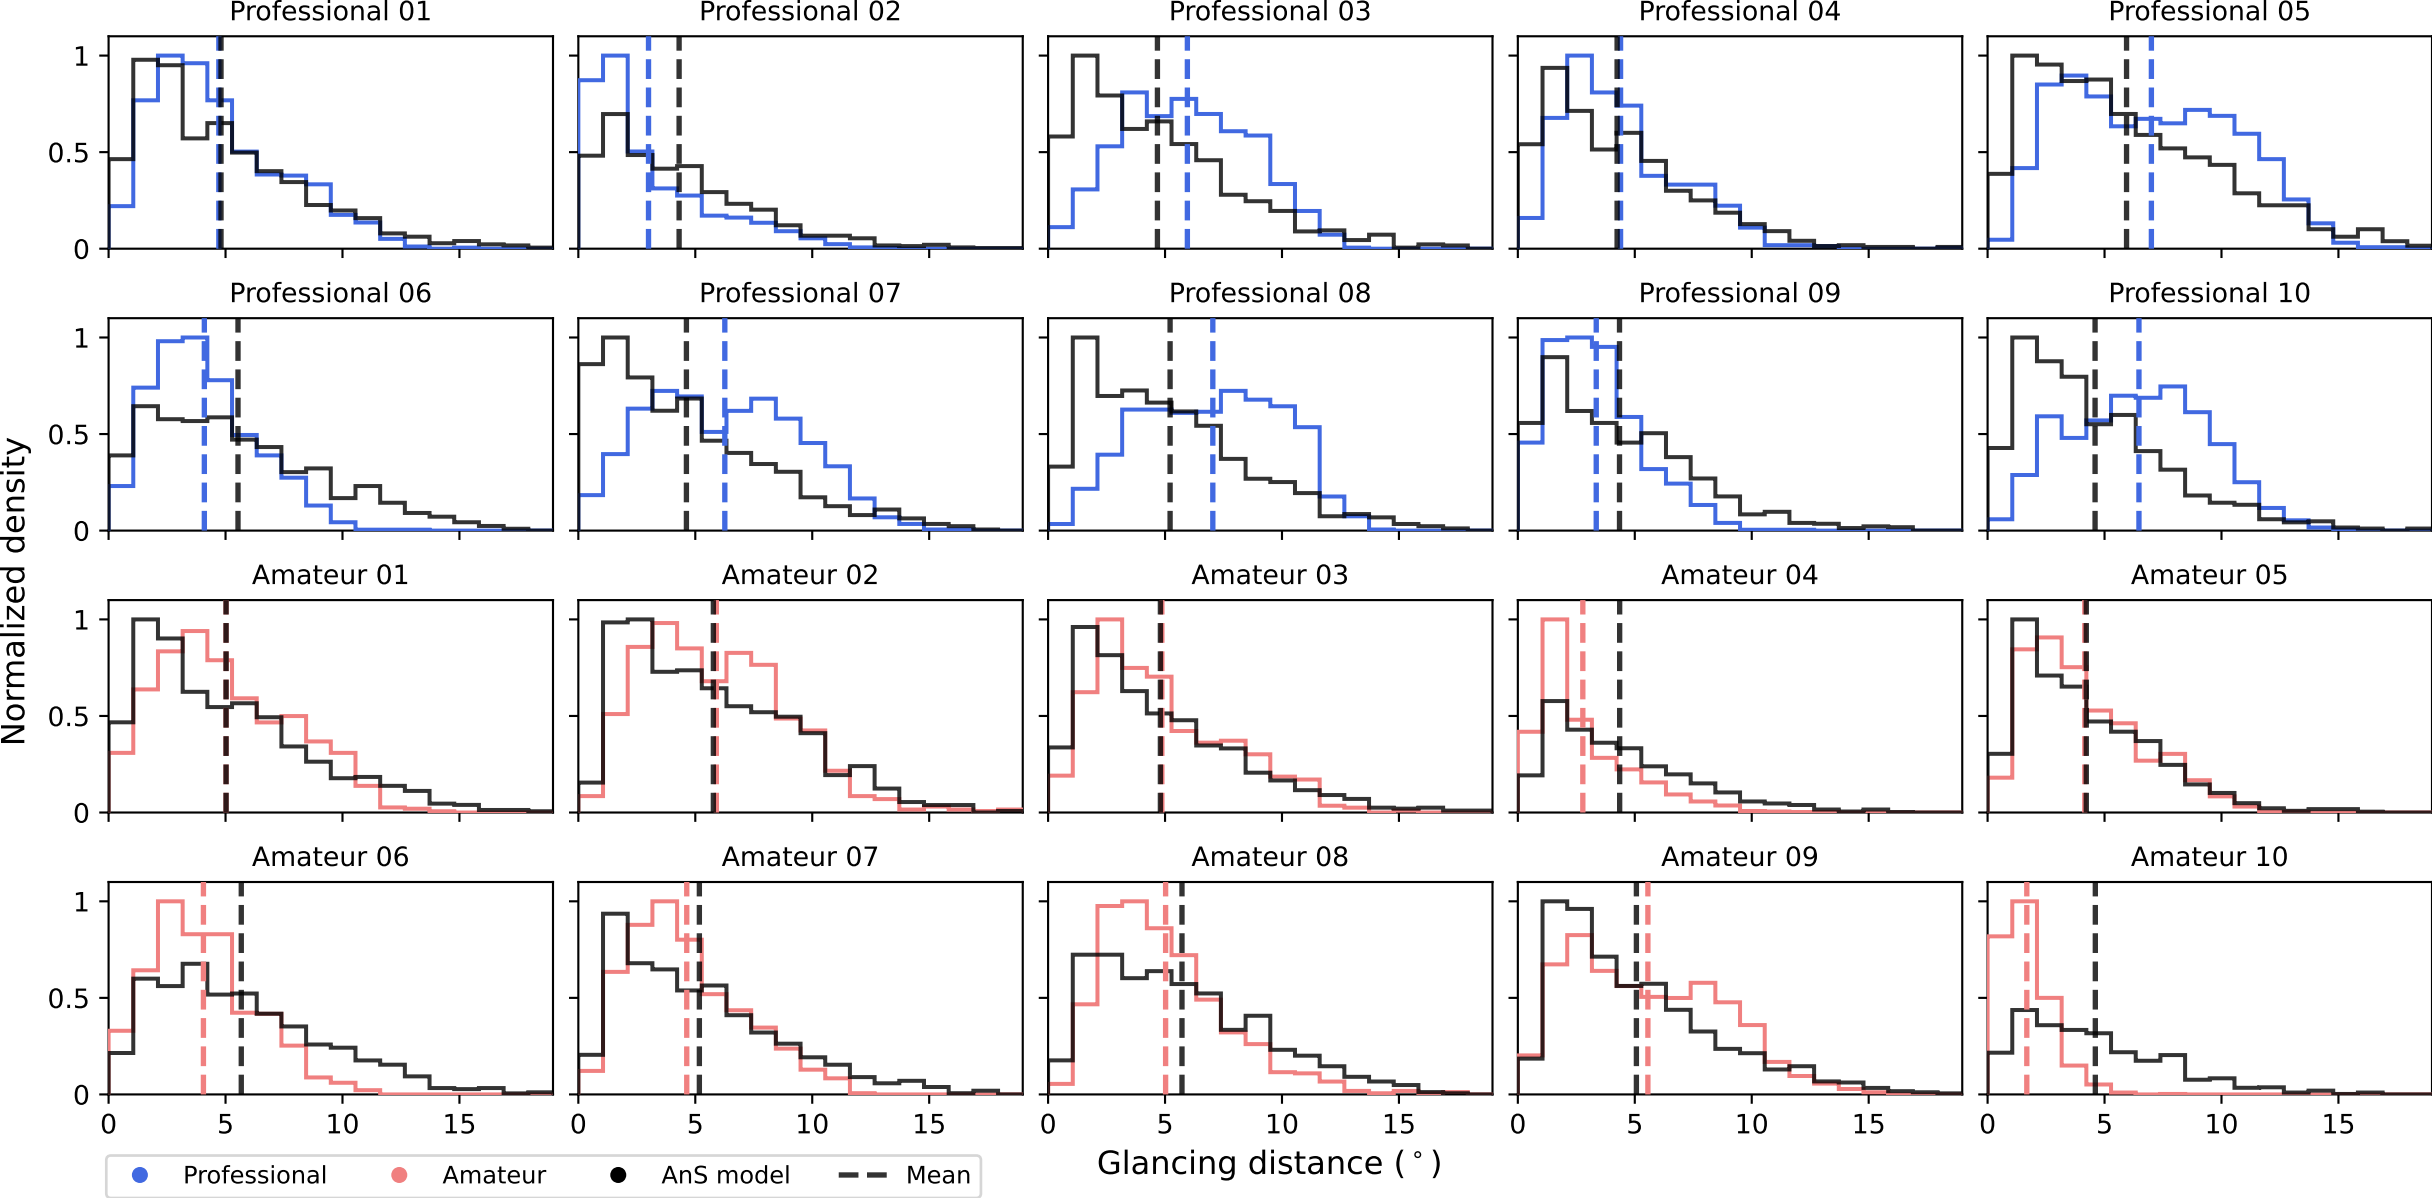 Professional 01 Professional 02 Professional 03 Professional 04 Professional 05
1
0.5
0
Professional 06 Professional 07 Professional 08 Professional 09 Professional 10
1
0.5
0
Normalized density
Amateur 01 Amateur 02 Amateur 03 Amateur 04 Amateur 05
1
0.5
0
Amateur 06 Amateur 07 Amateur 08 Amateur 09 Amateur 10
1
0.5
0
0 5 10 15 0 5 10 15 0 5 10 15 0 5 10 15 0 5 10 15
Professional Amateur AnS model Mean
Glancing distance (°)